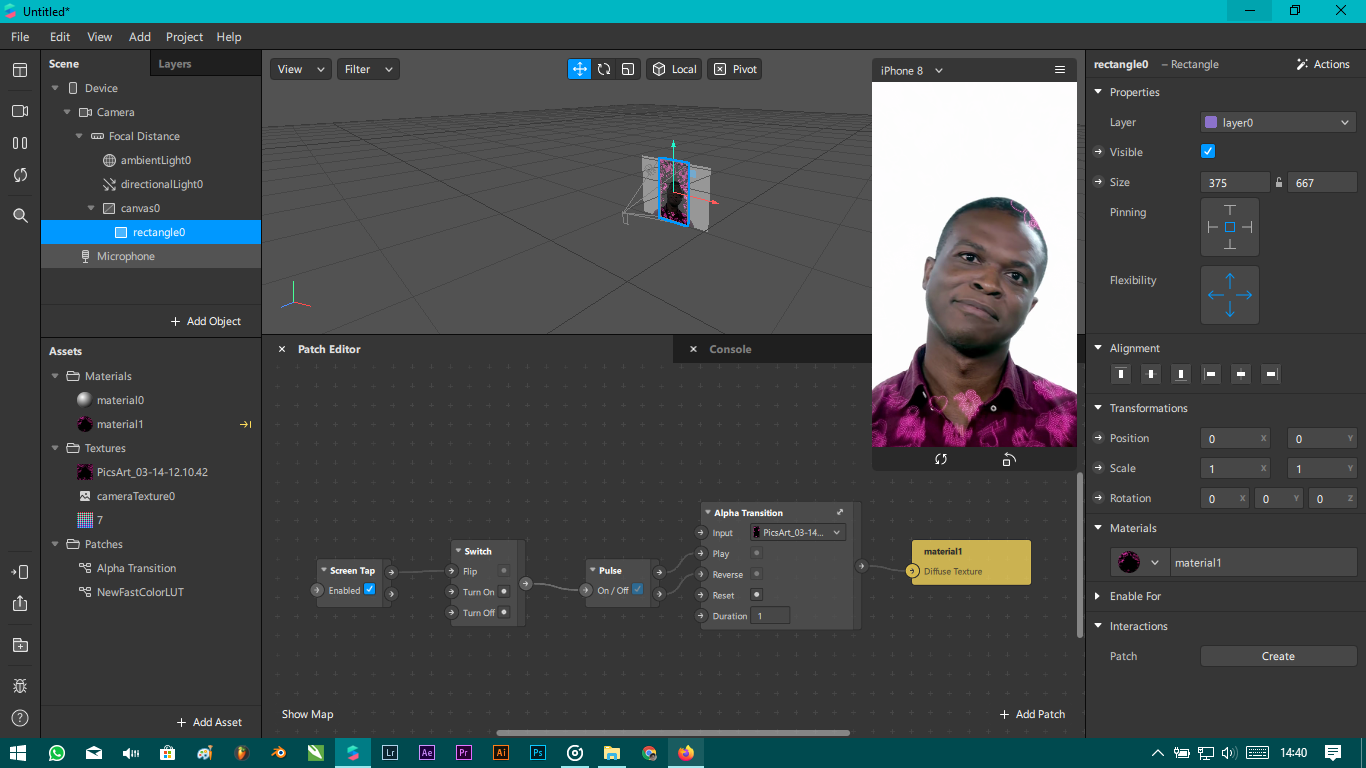 Untitled*
File Edit View Add Project Help
Scene Layers
Device
Camera
Focal Distance
ambientLight0
directionalLight0
canvas0
rectangle0
Microphone
+ Add Object
Assets
Materials
material0
material1
Textures
PicsArt_03-14-12.10.42
cameraTexture0
7
Patches
Alpha Transition
NewFastColorLUT
+ Add Asset
View Filter Local Pivot
iPhone 8
Patch Editor
Console
Screen Tap
Enabled
Switch
Flip
Turn On
Turn Off
Pulse
On / Off
Alpha Transition
Input PicsArt_03-14...
Play
Reverse
Reset
Duration 1
material1
Diffuse Texture
Show Map
+ Add Patch
rectangle0 – Rectangle Actions
Properties
Layer layer0
Visible
Size 375 667
Pinning
Flexibility
Alignment
Transformations
Position 0 X 0 Y
Scale 1 X 1 Y
Rotation 0 X 0 Y 0 Z
Materials
material1
Enable For
Interactions
Patch Create
Lr Ae Pr Ai Ps
14:40